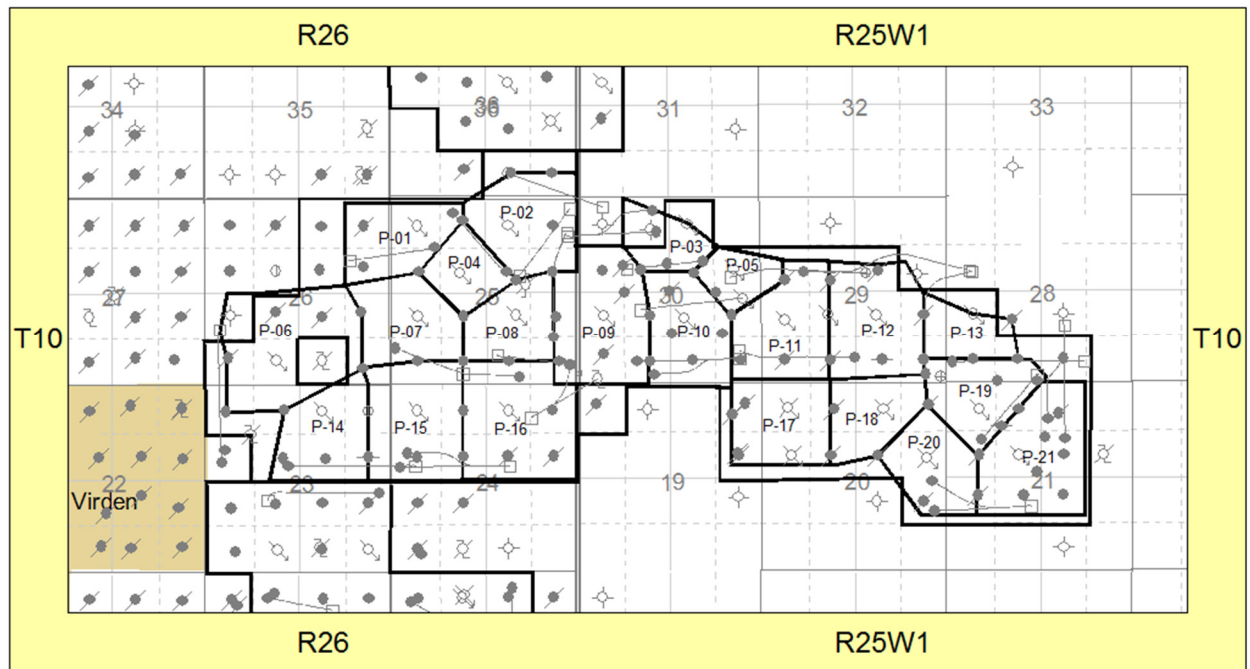 R26 R25W1
34 35 36 31 32 33
P-02
P-01 P-03
P-04 P-05
27 26 25 30 29 28
P-06 P-07 P-08 P-09 P-10 P-11 P-12 P-13
T10 T10
P-19
P-14 P-15 P-16 P-17 P-18
P-20
P-21
22 23 24 19 20 21
Virden
R26 R25W1